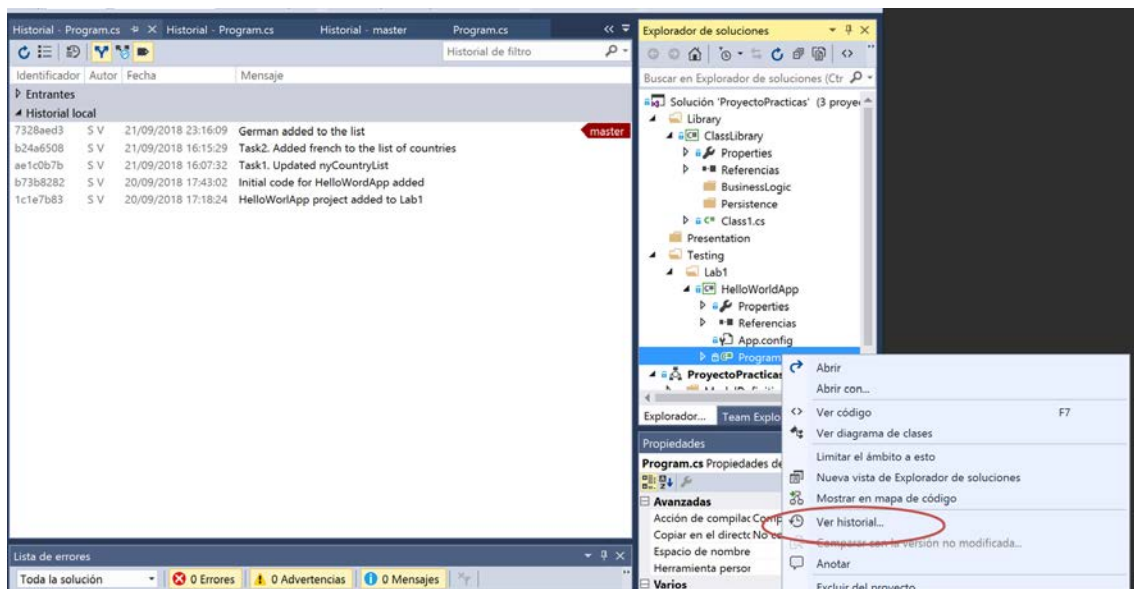 Historial - Program.cs
Historial - Program.cs
Historial - master
Program.cs
Historial de filtro
Identificador Autor Fecha Mensaje
Entrantes
Historial local
7328aed3 S V 21/09/2018 23:16:09 German added to the list master
b24a6508 S V 21/09/2018 16:15:29 Task2. Added french to the list of countries
ae1c0b7b S V 21/09/2018 16:07:32 Task1. Updated nyCountryList
b73b8282 S V 20/09/2018 17:43:02 Initial code for HelloWordApp added
1c1e7b83 S V 20/09/2018 17:18:24 HelloWorlApp project added to Lab1
Lista de errores
Toda la solución 0 Errores 0 Advertencias 0 Mensajes
Explorador de soluciones
Buscar en Explorador de soluciones (Ctr
Solución 'ProyectoPracticas' (3 proye
Library
C# ClassLibrary
Properties
Referencias
BusinessLogic
Persistence
C# Class1.cs
Presentation
Testing
Lab1
C# HelloWorldApp
Properties
Referencias
App.config
Program
ProyectoPracticas
Explorador... Team Explo
Propiedades
Program.cs Propiedades de
Avanzadas
Acción de compilac Comp
Copiar en el directc No co
Espacio de nombre
Herramienta persor
Varios
Abrir
Abrir con...
Ver código F7
Ver diagrama de clases
Limitar el ámbito a esto
Nueva vista de Explorador de soluciones
Mostrar en mapa de código
Ver historial...
Comparar con la versión no modificada...
Anotar
Excluir del proyecto